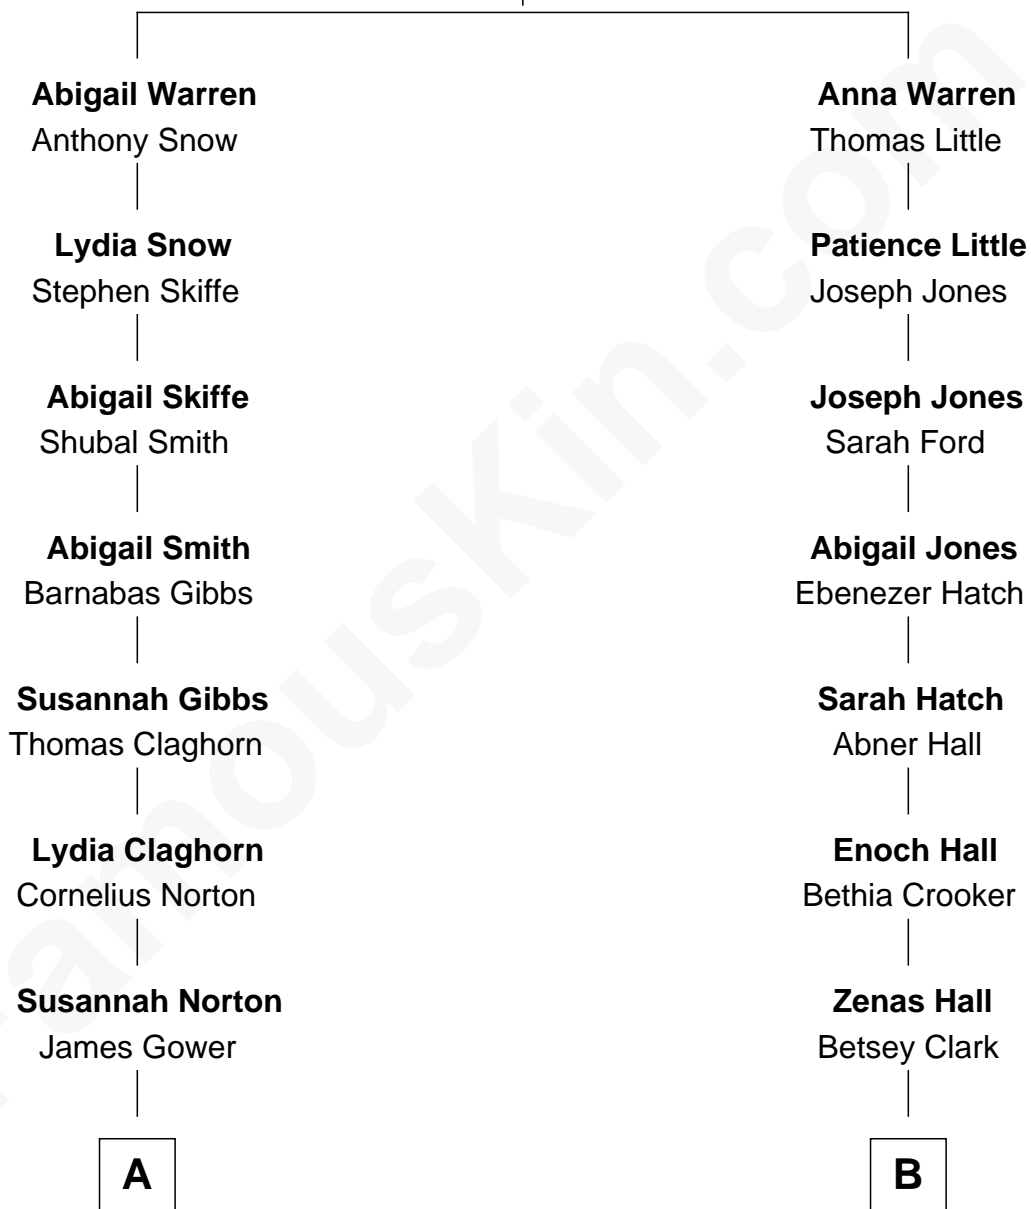 Abigail Warren
Anthony Snow
Lydia Snow
Stephen Skiffe
Abigail Skiffe
Shubal Smith
Abigail Smith
Barnabas Gibbs
Susannah Gibbs
Thomas Claghorn
Lydia Claghorn
Cornelius Norton
Susannah Norton
James Gower
A
Anna Warren
Thomas Little
Patience Little
Joseph Jones
Joseph Jones
Sarah Ford
Abigail Jones
Ebenezer Hatch
Sarah Hatch
Abner Hall
Enoch Hall
Bethia Crooker
Zenas Hall
Betsey Clark
B
FamousKin.com